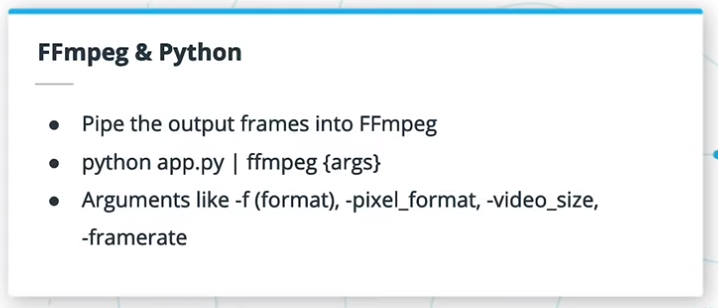 FFmpeg & Python
● Pipe the output frames into FFmpeg
● python app.py | ffmpeg {args}
● Arguments like -f (format), -pixel_format, -video_size,
-framerate